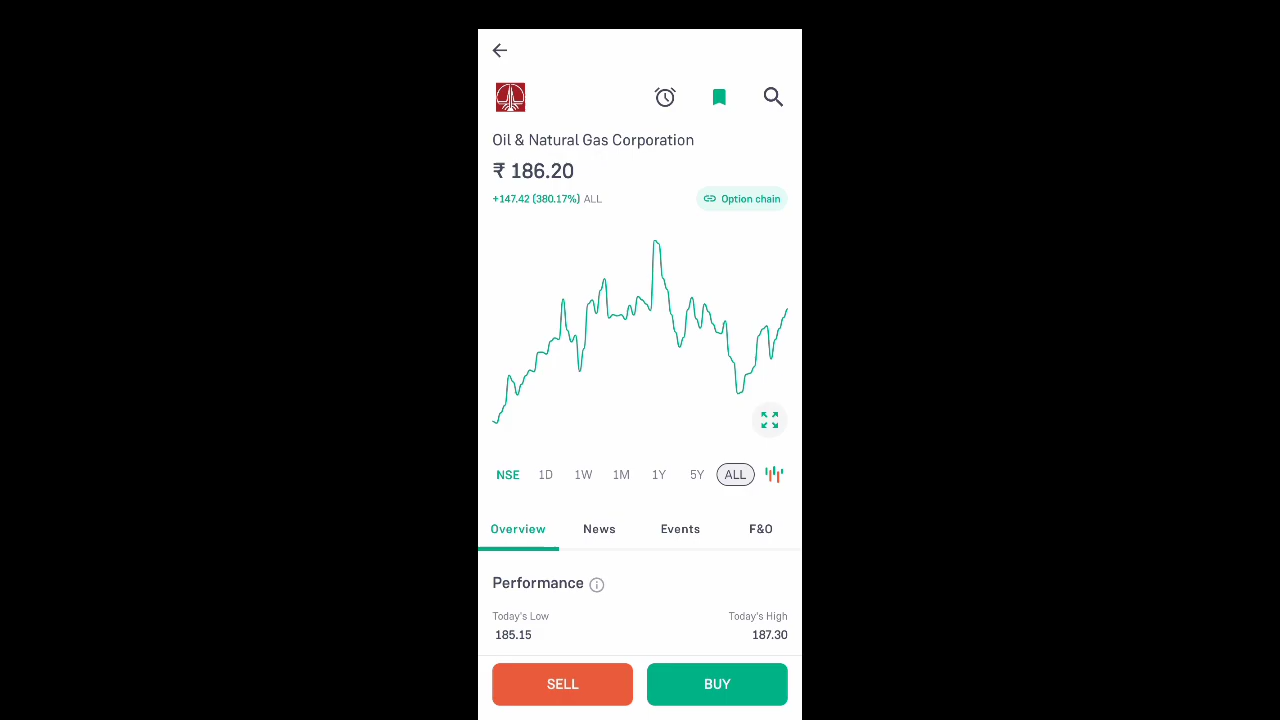 Oil & Natural Gas Corporation
₹ 186.20
+147.42 (380.17%) ALL
Option chain
NSE 1D 1W 1M 1Y 5Y ALL
Overview News Events F&O
Performance
Today's Low Today's High
185.15 187.30
SELL BUY